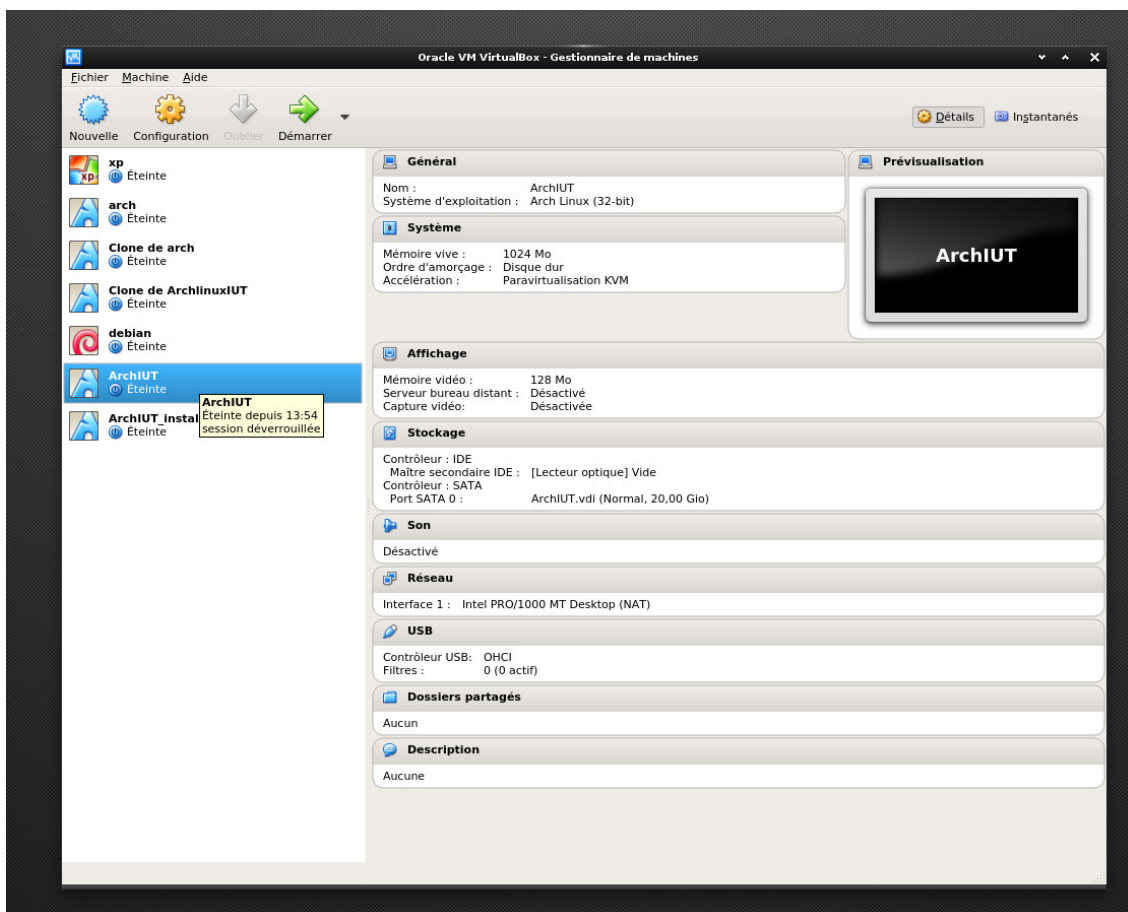 Oracle VM VirtualBox - Gestionnaire de machines
Fichier Machine Aide
Nouvelle Configuration Oublier Démarrer
Détails Instantanés
xp
Éteinte
arch
Éteinte
Clone de arch
Éteinte
Clone de ArchlinuxIUT
Éteinte
debian
Éteinte
ArchIUT
Éteinte
ArchIUT_instal
Éteinte
ArchIUT
Éteinte depuis 13:54
session déverrouillée
Général
Nom : ArchIUT
Système d'exploitation : Arch Linux (32-bit)
Système
Mémoire vive : 1024 Mo
Ordre d'amorçage : Disque dur
Accélération : Paravirtualisation KVM
Prévisualisation
ArchIUT
Affichage
Mémoire vidéo : 128 Mo
Serveur bureau distant : Désactivé
Capture vidéo: Désactivée
Stockage
Contrôleur : IDE
Maître secondaire IDE : [Lecteur optique] Vide
Contrôleur : SATA
Port SATA 0 : ArchIUT.vdi (Normal, 20,00 Gio)
Son
Désactivé
Réseau
Interface 1 : Intel PRO/1000 MT Desktop (NAT)
USB
Contrôleur USB: OHCI
Filtres : 0 (0 actif)
Dossiers partagés
Aucun
Description
Aucune